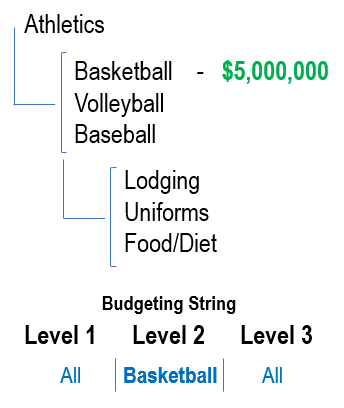 Athletics
Basketball - $5,000,000
Volleyball
Baseball
Lodging
Uniforms
Food/Diet
Budgeting String
Level 1 Level 2 Level 3
All Basketball All